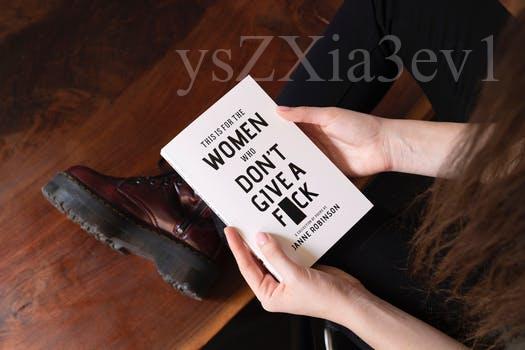 ysZXia3ev1
THIS IS FOR THE
WOMEN
WHO
DON'T
GIVE A
F█CK
A COLLECTION OF POEMS BY
JANNE ROBINSON